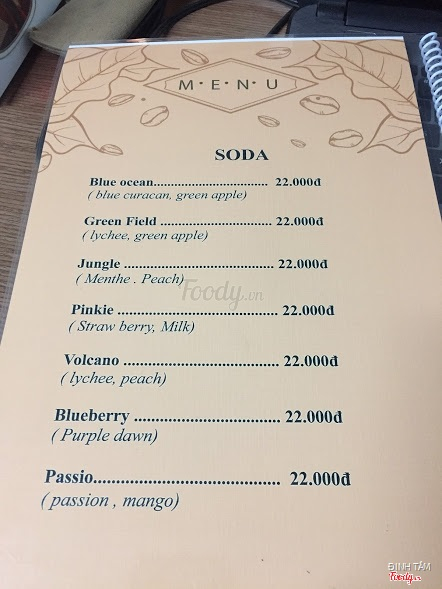 M·E·N·U
SODA
Blue ocean.............................. 22.000đ
( blue curacan, green apple)
Green Field .............................. 22.000đ
( lychee, green apple)
Jungle ........................................ 22.000đ
( Menthe . Peach)
Foody.vn
Pinkie ......................................... 22.000đ
( Straw berry, Milk)
Volcano ...................................... 22.000đ
( lychee, peach)
Blueberry ................................... 22.000đ
( Purple dawn)
Passio.......................................... 22.000đ
( passion , mango)
ĐINH TÂM
Foody.vn